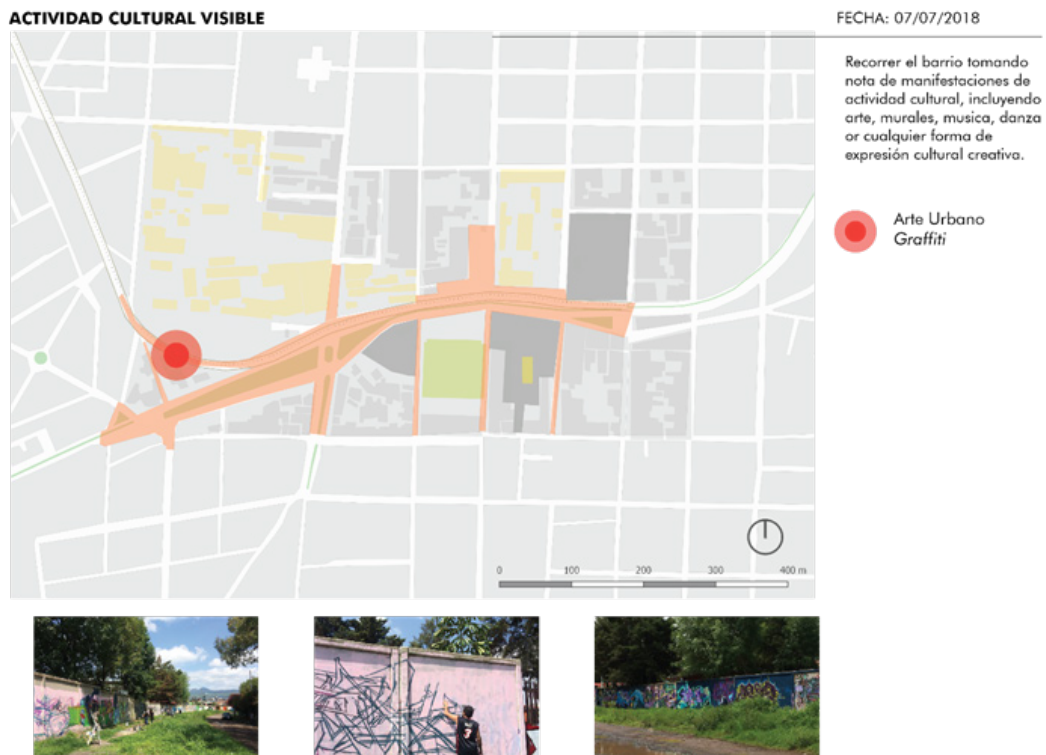 ACTIVIDAD CULTURAL VISIBLE
FECHA: 07/07/2018
Recorrer el barrio tomando
nota de manifestaciones de
actividad cultural, incluyendo
arte, murales, musica, danza
or cualquier forma de
expresión cultural creativa.
Arte Urbano
Graffiti
0 100 200 300 400 m